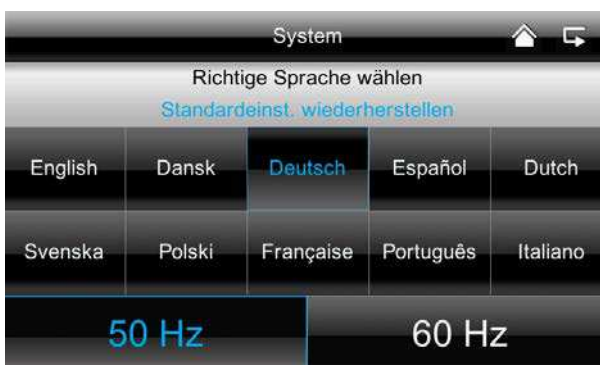 System
Richtige Sprache wählen
Standardeinst. wiederherstellen
English Dansk Deutsch Español Dutch
Svenska Polski Française Português Italiano
50 Hz 60 Hz